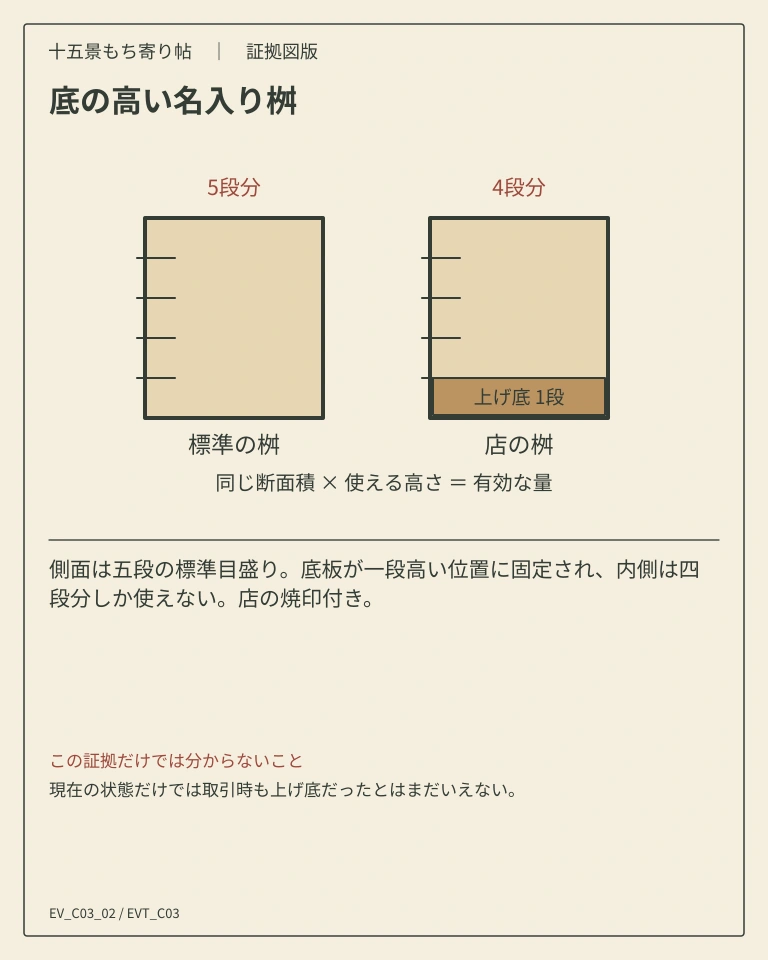 十五景もち寄り帖 ｜ 証拠図版
底の高い名入り桝
5段分 4段分
上げ底 1段
標準の桝 店の桝
同じ断面積 × 使える高さ ＝ 有効な量
側面は五段の標準目盛り。底板が一段高い位置に固定され、内側は四
段分しか使えない。店の焼印付き。
この証拠だけでは分からないこと
現在の状態だけでは取引時も上げ底だったとはまだいえない。
EV_C03_02 / EVT_C03